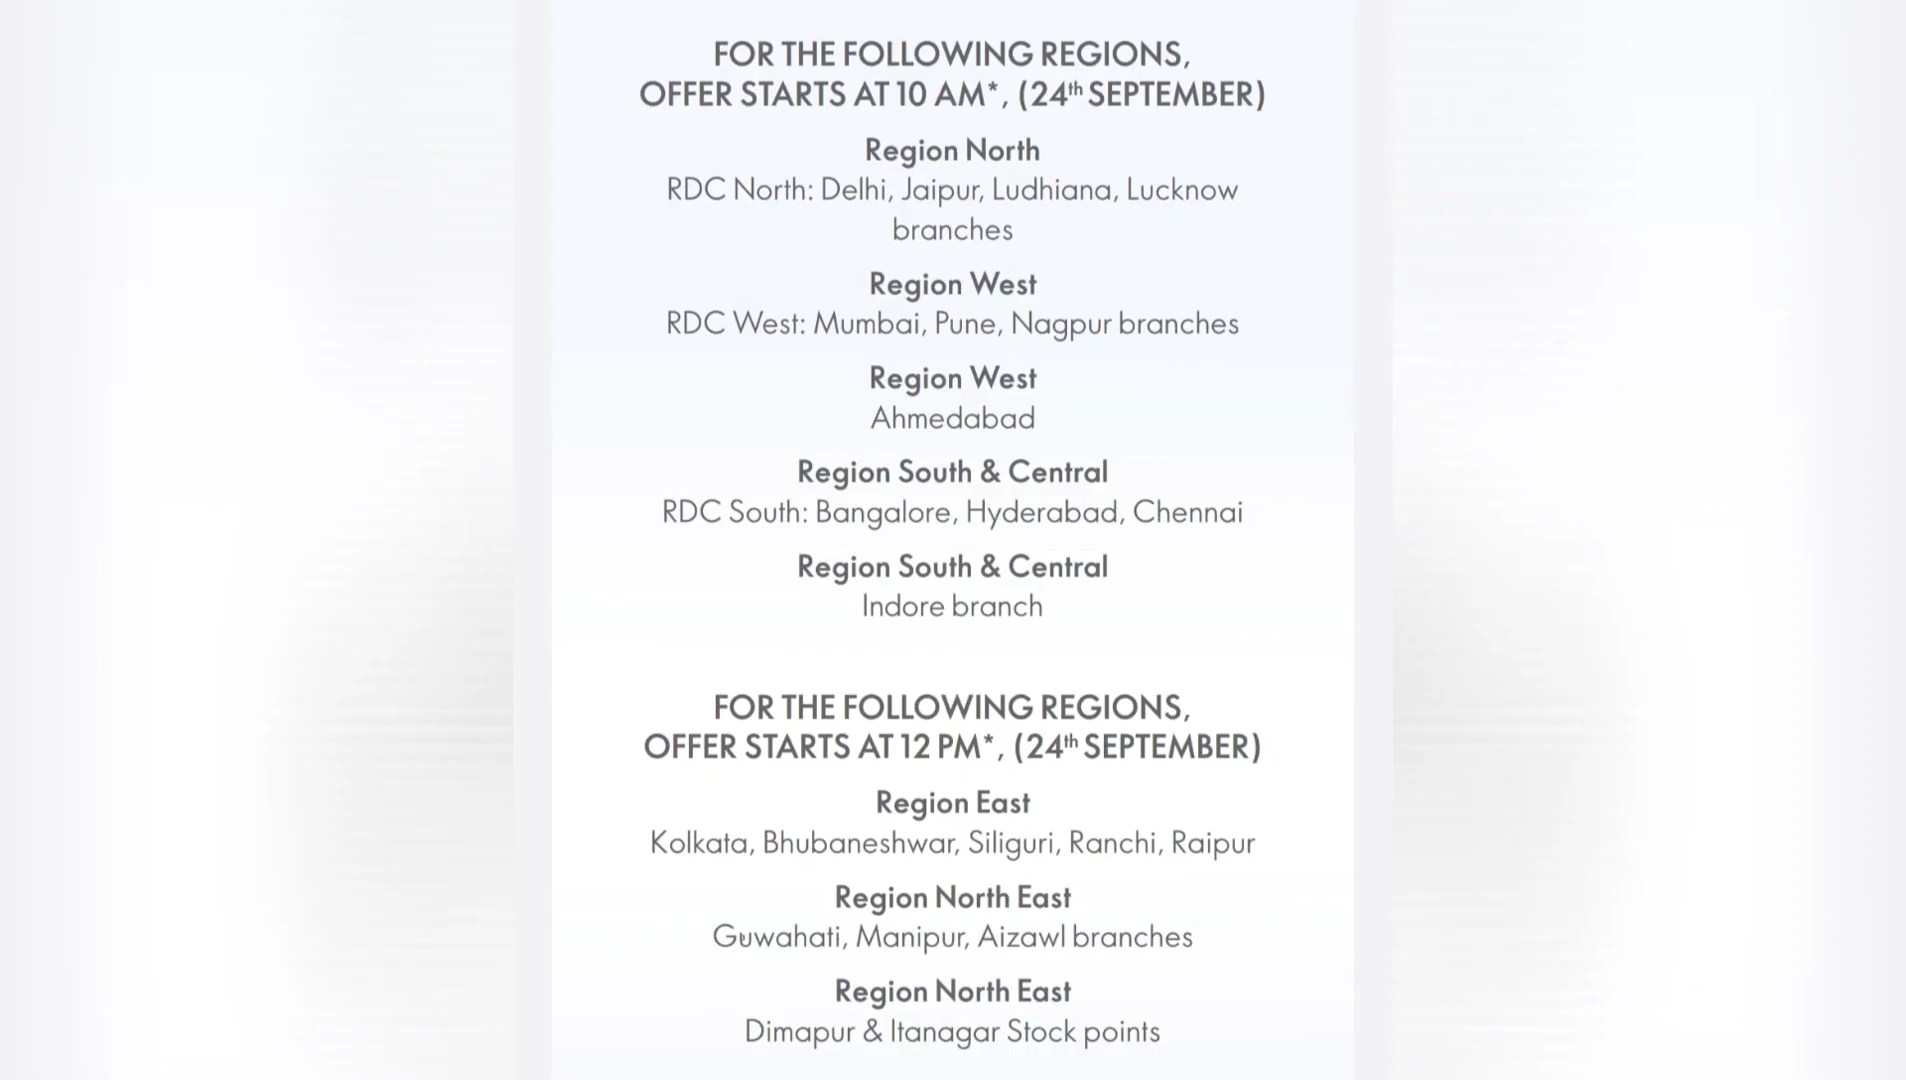 FOR THE FOLLOWING REGIONS,
OFFER STARTS AT 10 AM*, (24th SEPTEMBER)
Region North
RDC North: Delhi, Jaipur, Ludhiana, Lucknow
branches
Region West
RDC West: Mumbai, Pune, Nagpur branches
Region West
Ahmedabad
Region South & Central
RDC South: Bangalore, Hyderabad, Chennai
Region South & Central
Indore branch
FOR THE FOLLOWING REGIONS,
OFFER STARTS AT 12 PM*, (24th SEPTEMBER)
Region East
Kolkata, Bhubaneshwar, Siliguri, Ranchi, Raipur
Region North East
Guwahati, Manipur, Aizawl branches
Region North East
Dimapur & Itanagar Stock points